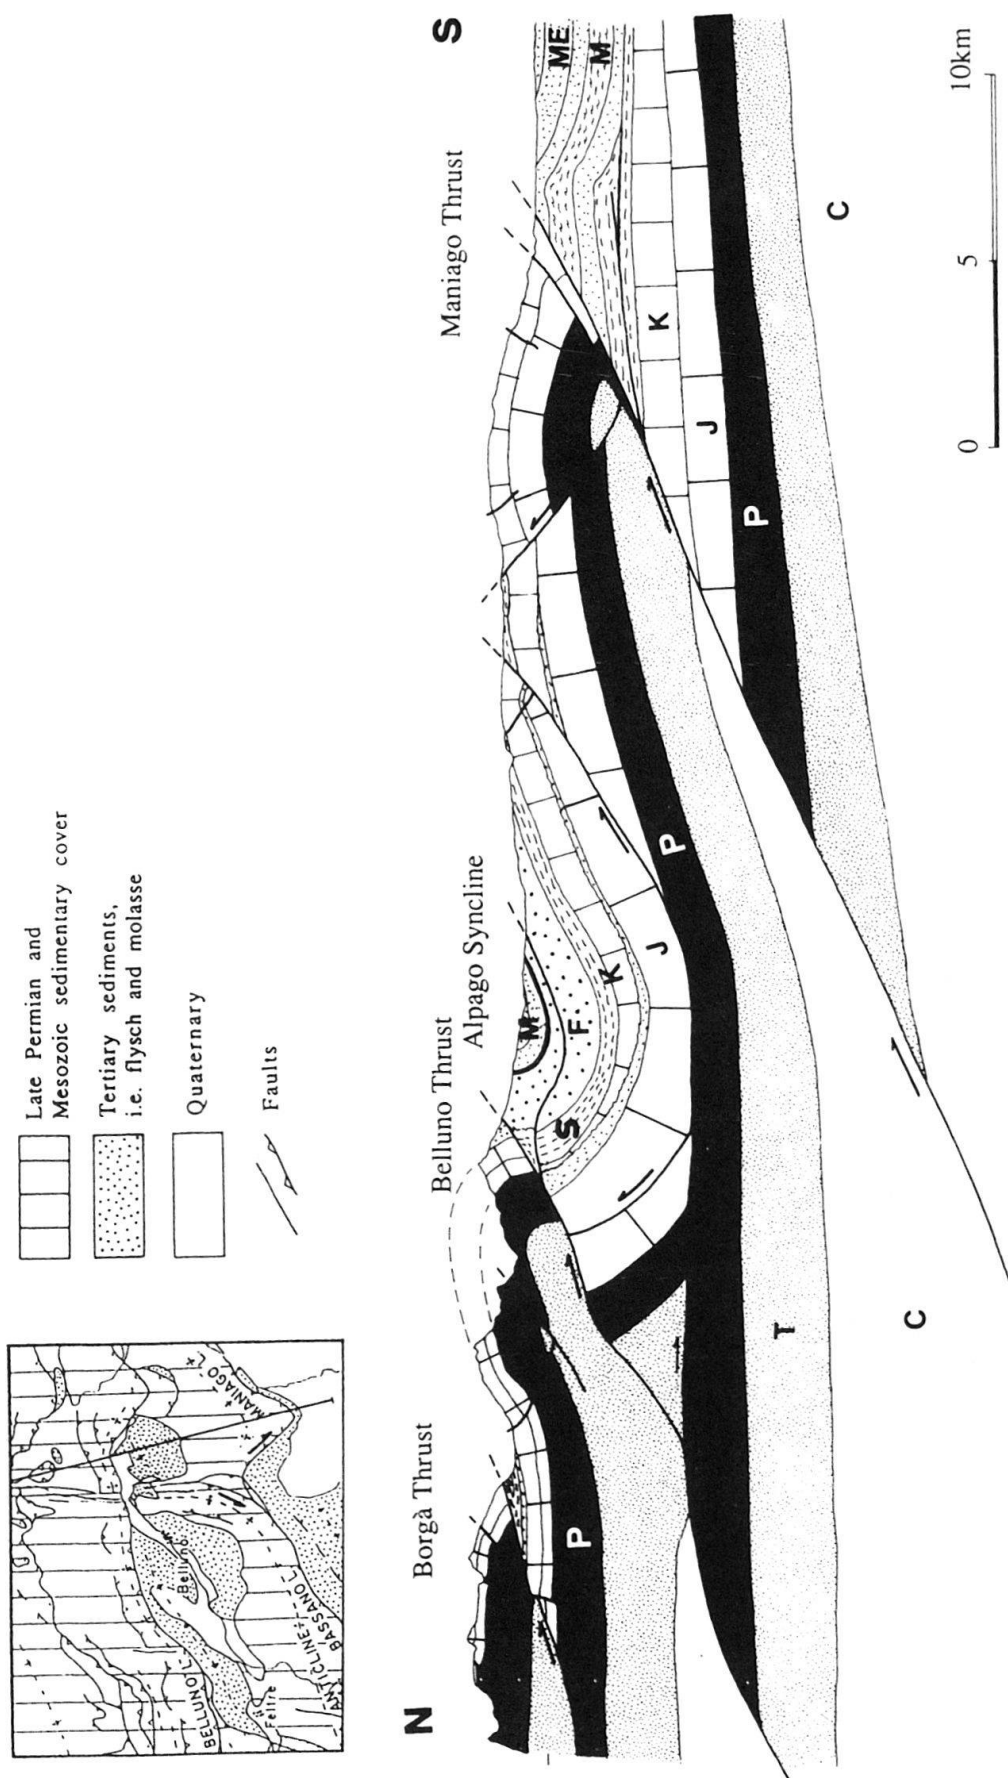 Late Permian and
Mesozoic sedimentary cover
Tertiary sediments,
i.e. flysch and molasse
Quaternary
Faults
BELLUNO L.
Feltre
Belluno
ANTICLINE
BASSANO L.
MANIAGO L.
N
Borgà Thrust
Belluno Thrust
Alpago Syncline
Maniago Thrust
S
P
T
C
S
F
M
K
J
P
K
J
P
C
ME
M
0
5
10km